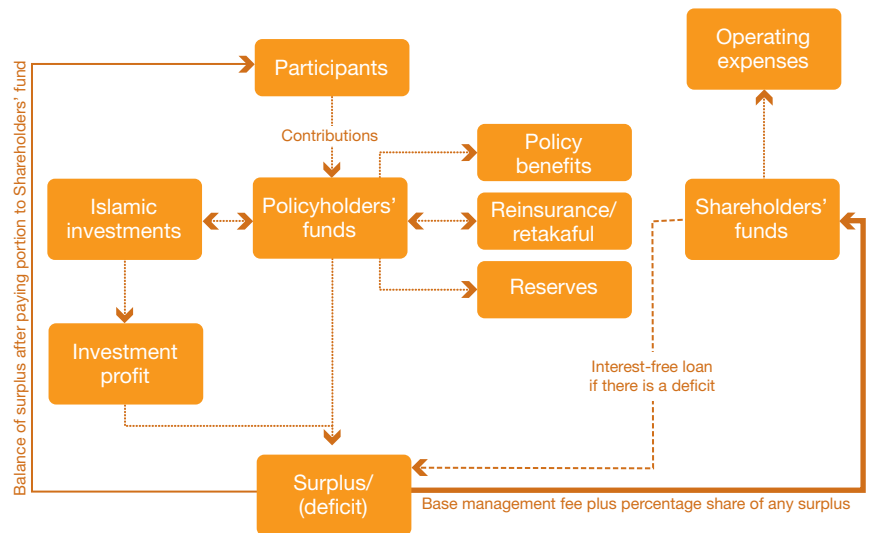 Operating
expenses
Participants
Contributions
Policy
benefits
Islamic
investments
Policyholders'
funds
Reinsurance/
retakaful
Shareholders'
funds
Reserves
Investment
profit
Interest-free loan
if there is a deficit
Surplus/
(deficit)
Base management fee plus percentage share of any surplus
Balance of surplus after paying portion to Shareholders' fund